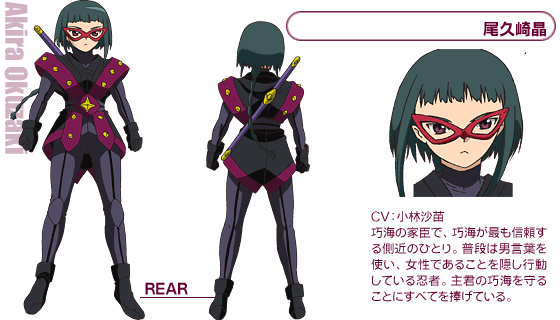 Akira Okuzaki
尾久崎晶
REAR
CV：小林沙苗
巧海の家臣で、巧海が最も信頼す
る側近のひとり。普段は男言葉を
使い、女性であることを隠し行動
している忍者。主君の巧海を守る
ことにすべてを捧げている。